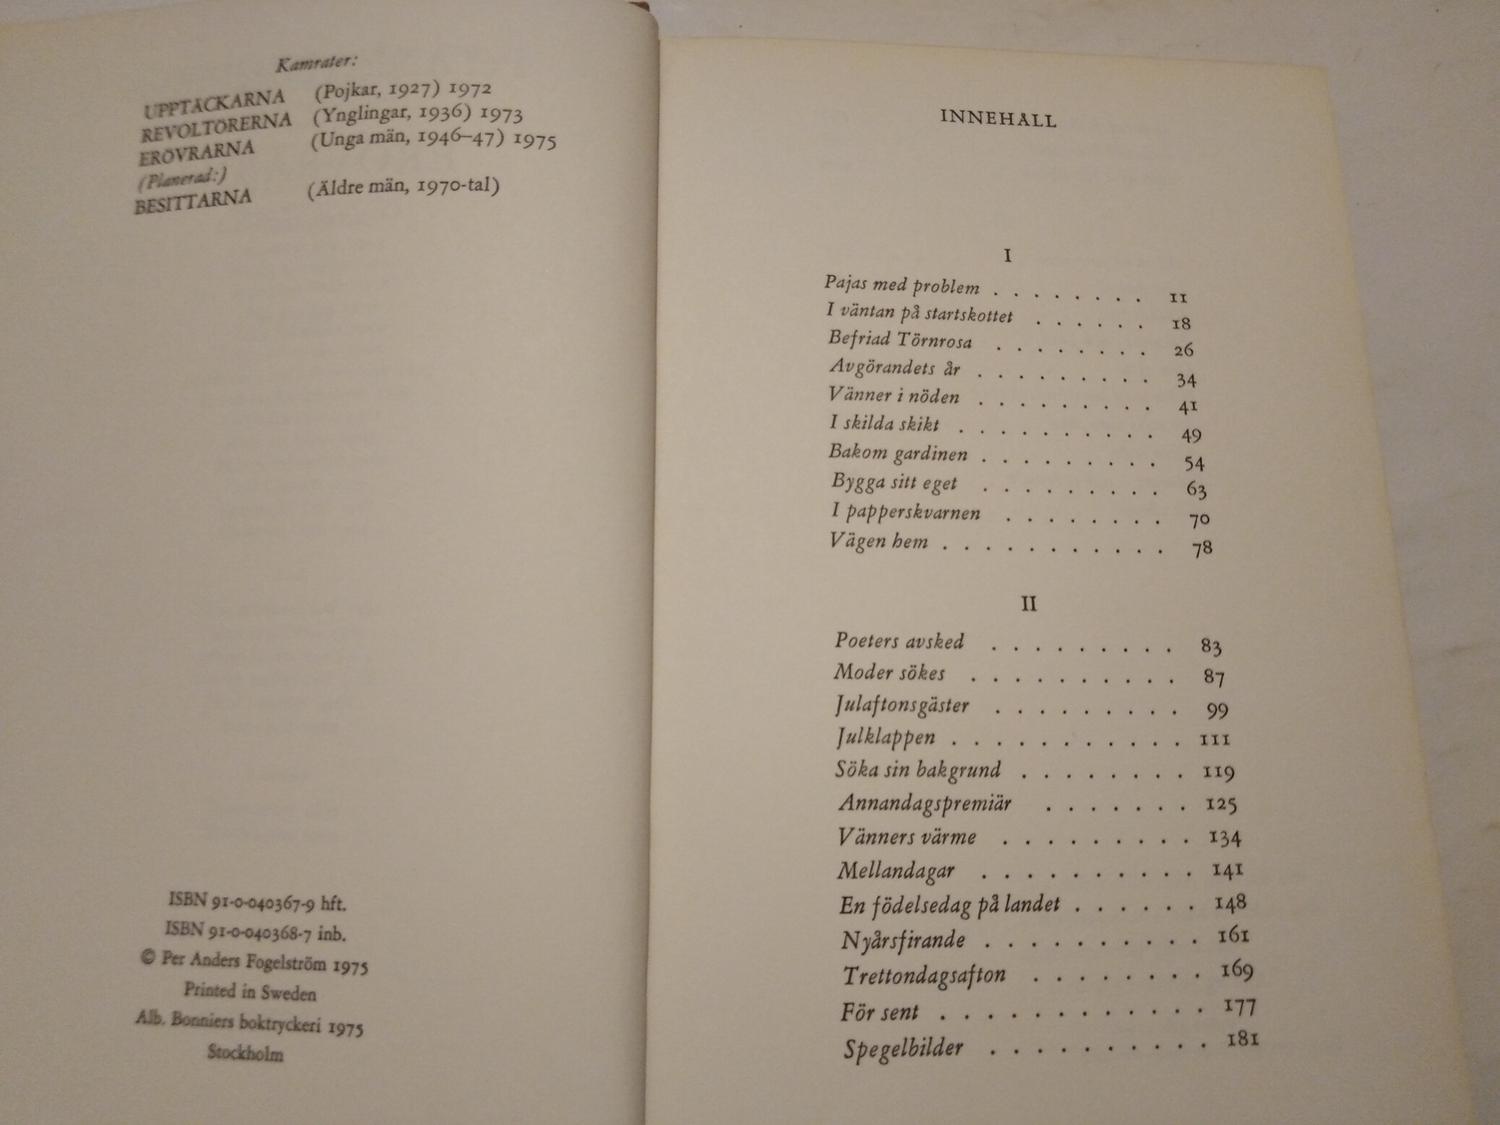 Kamrater:
UPPTÄCKARNA (Pojkar, 1927) 1972
REVOLTÖRERNA (Ynglingar, 1936) 1973
ERÖVRARNA (Unga män, 1946–47) 1975
(Planerad:)
BESITTARNA (Äldre män, 1970-tal)
ISBN 91-0-040367-9 hft.
ISBN 91-0-040368-7 inb.
© Per Anders Fogelström 1975
Printed in Sweden
Alb. Bonniers boktryckeri 1975
Stockholm
INNEHÅLL
I
Pajas med problem . . . . . . . . 11
I väntan på startskottet . . . . . . 18
Befriad Törnrosa . . . . . . . . 26
Avgörandets år . . . . . . . . . 34
Vänner i nöden . . . . . . . . . 41
I skilda skikt . . . . . . . . . . 49
Bakom gardinen . . . . . . . . . 54
Bygga sitt eget . . . . . . . . . 63
I papperskvarnen . . . . . . . . 70
Vägen hem . . . . . . . . . . . 78
II
Poeters avsked . . . . . . . . . 83
Moder sökes . . . . . . . . . . 87
Julaftonsgäster . . . . . . . . . 99
Julklappen . . . . . . . . . . . 111
Söka sin bakgrund . . . . . . . . 119
Annandagspremiär . . . . . . . 125
Vänners värme . . . . . . . . . 134
Mellandagar . . . . . . . . . . 141
En födelsedag på landet . . . . . . 148
Nyårsfirande . . . . . . . . . . 161
Trettondagsafton . . . . . . . . 169
För sent . . . . . . . . . . . . 177
Spegelbilder . . . . . . . . . . 181